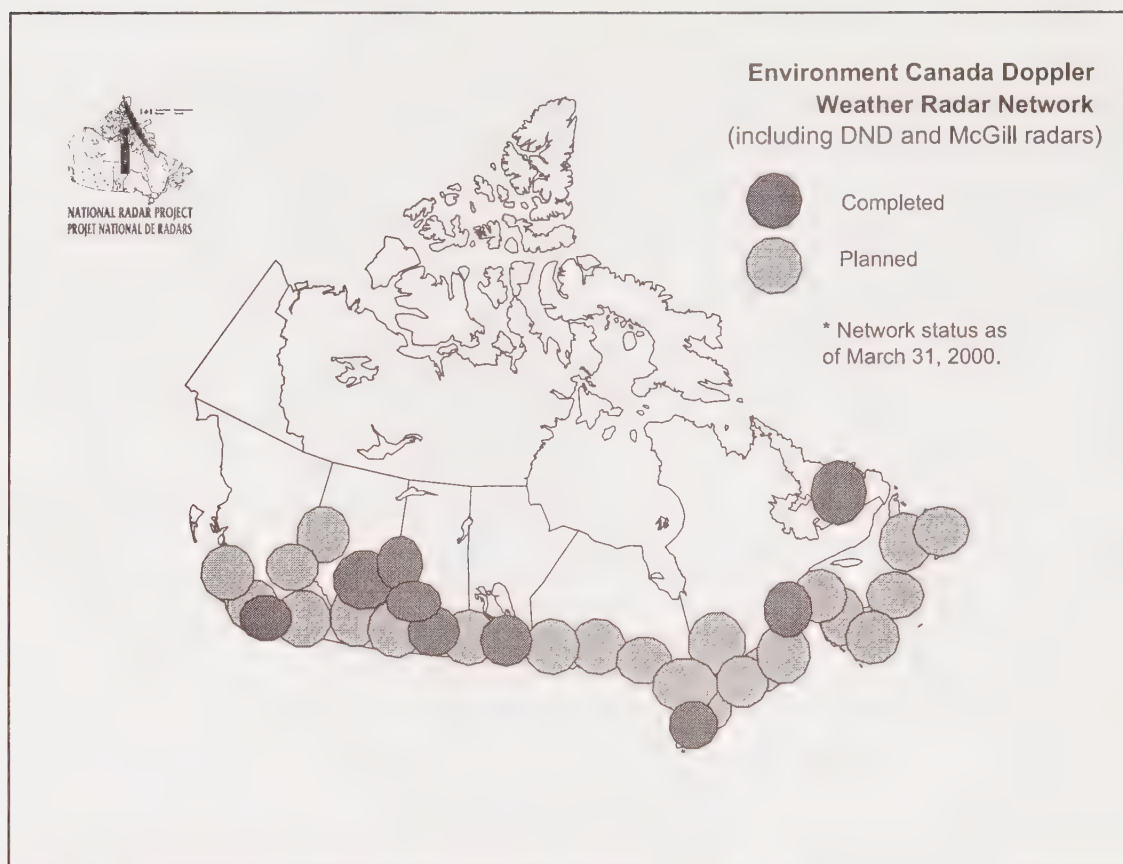 Environment Canada Doppler
Weather Radar Network
(including DND and McGill radars)
NATIONAL RADAR PROJECT
PROJET NATIONAL DE RADARS
Completed
Planned
* Network status as
of March 31, 2000.